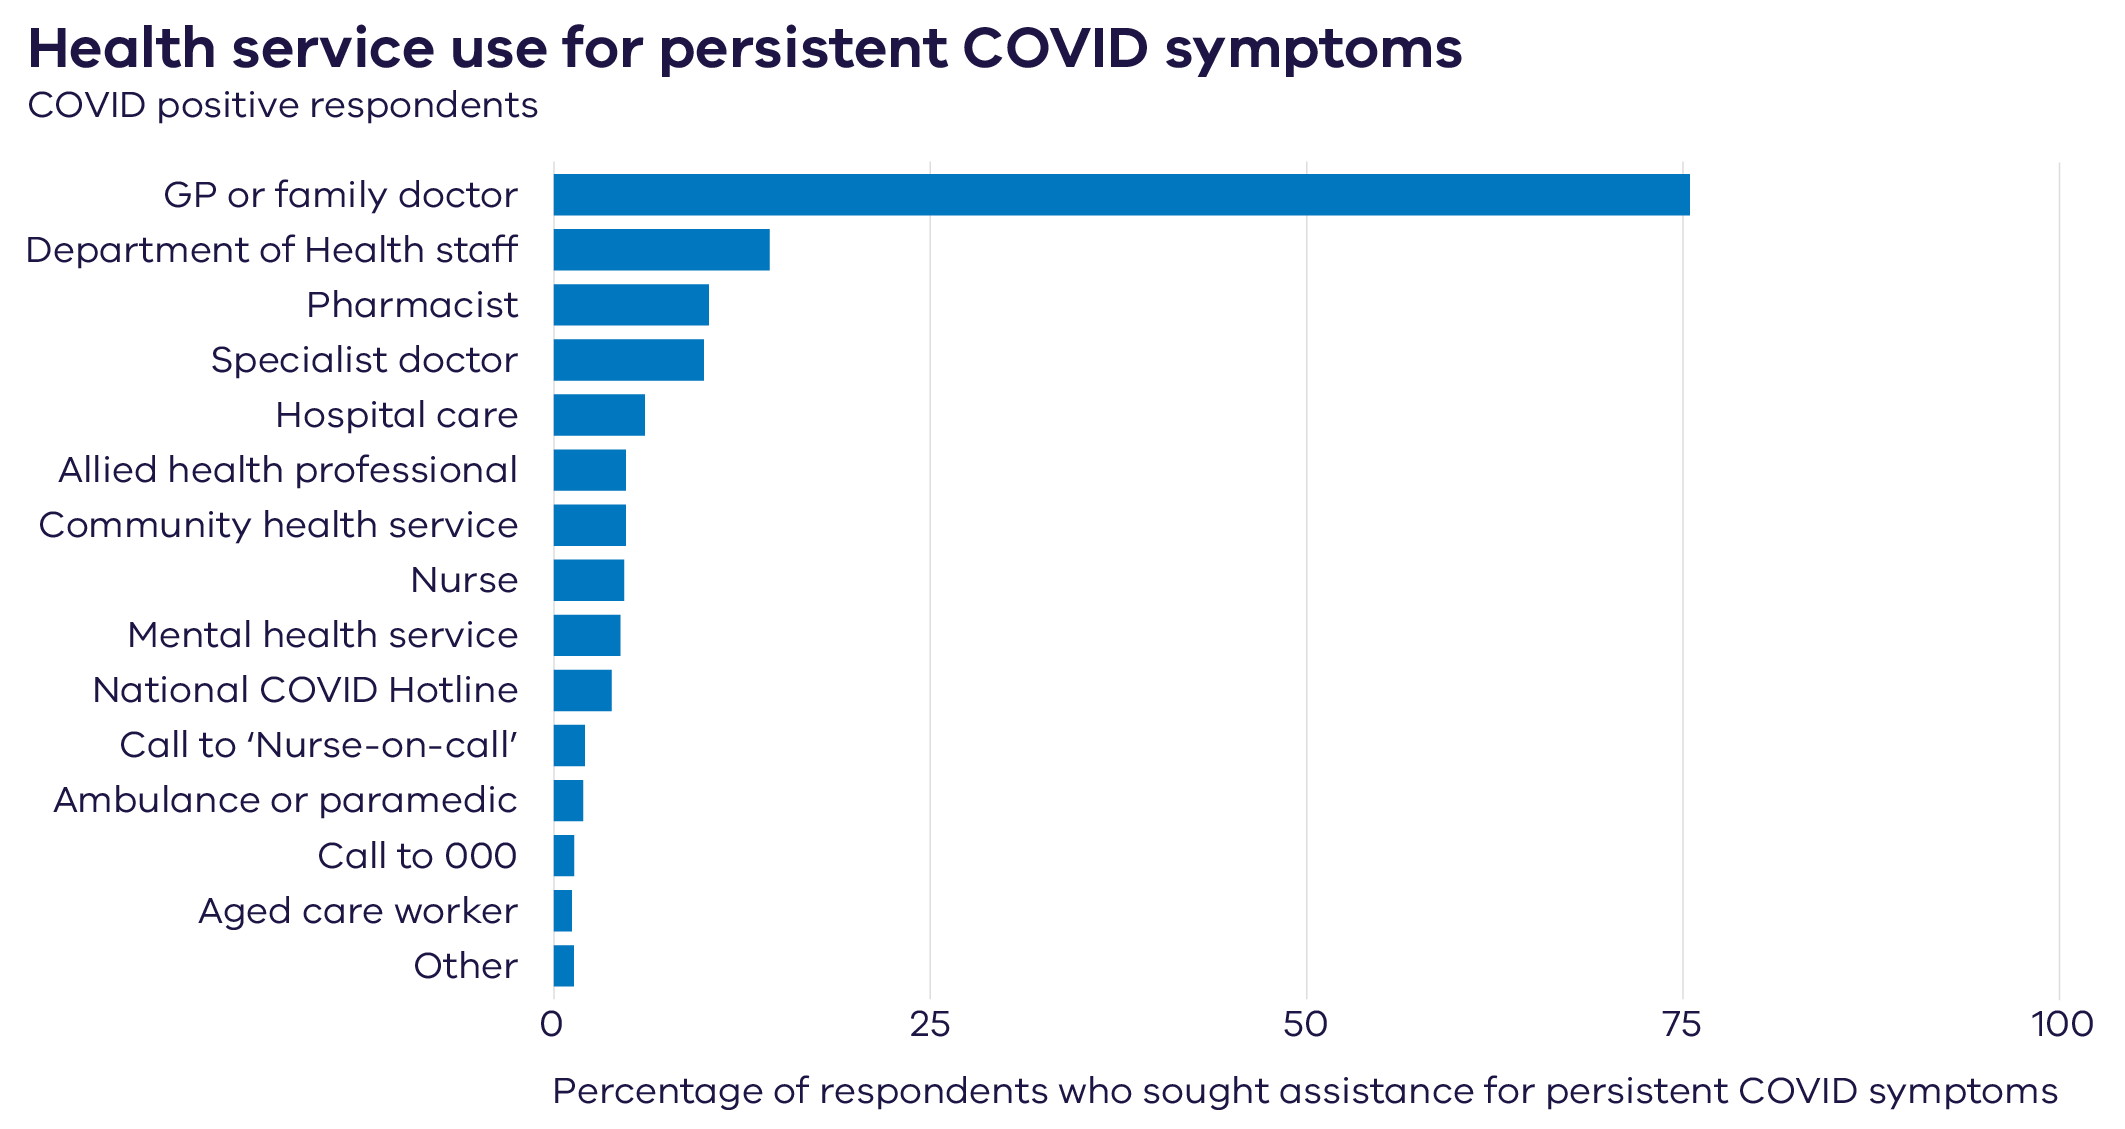 Health service use for persistent COVID symptoms
COVID positive respondents
GP or family doctor
Department of Health staff
Pharmacist
Specialist doctor
Hospital care
Allied health professional
Community health service
Nurse
Mental health service
National COVID Hotline
Call to ‘Nurse-on-call’
Ambulance or paramedic
Call to 000
Aged care worker
Other
0 25 50 75 100
Percentage of respondents who sought assistance for persistent COVID symptoms